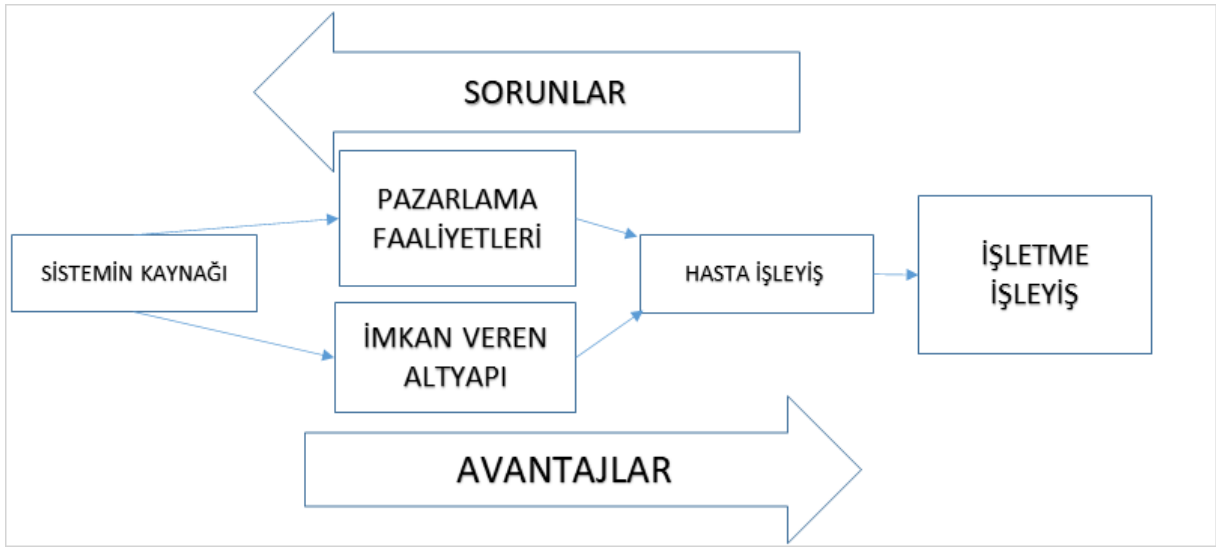 SORUNLAR
PAZARLAMA
FAALİYETLERİ
SİSTEMİN KAYNAĞI
HASTA İŞLEYİŞ
İŞLETME
İŞLEYİŞ
İMKAN VEREN
ALTYAPI
AVANTAJLAR